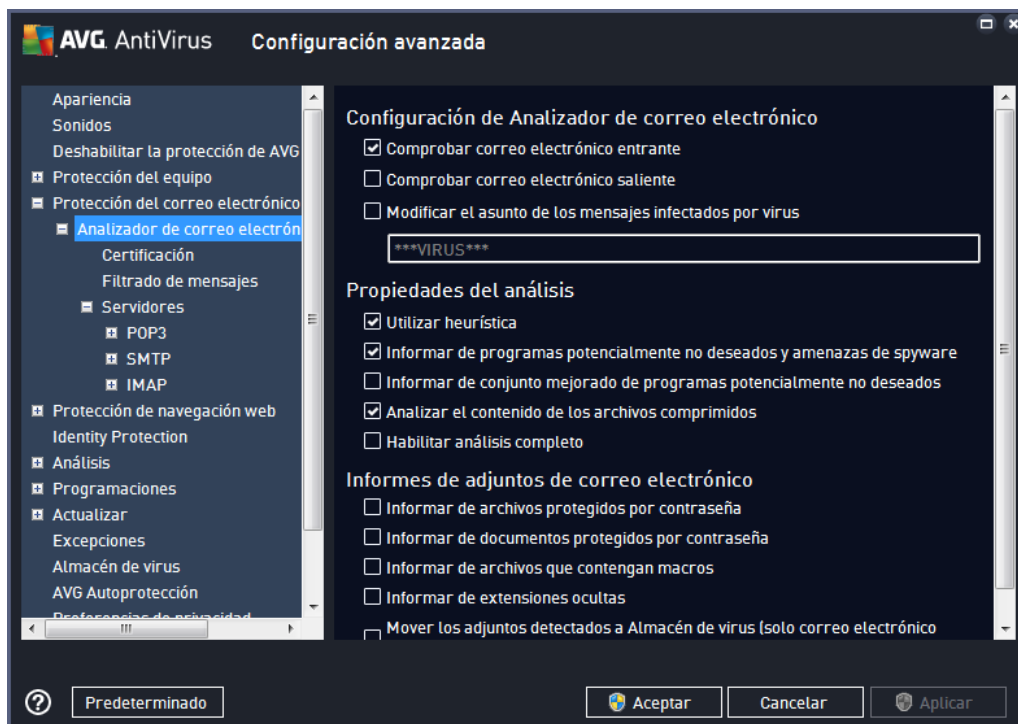 AVG. AntiVirus Configuración avanzada
Apariencia
Sonidos
Deshabilitar la protección de AVG
Protección del equipo
Protección del correo electrónico
Analizador de correo electrón
Certificación
Filtrado de mensajes
Servidores
POP3
SMTP
IMAP
Protección de navegación web
Identity Protection
Análisis
Programaciones
Actualizar
Excepciones
Almacén de virus
AVG Autoprotección
Preferencias de privacidad
Configuración de Analizador de correo electrónico
Comprobar correo electrónico entrante
Comprobar correo electrónico saliente
Modificar el asunto de los mensajes infectados por virus
***VIRUS***
Propiedades del análisis
Utilizar heurística
Informar de programas potencialmente no deseados y amenazas de spyware
Informar de conjunto mejorado de programas potencialmente no deseados
Analizar el contenido de los archivos comprimidos
Habilitar análisis completo
Informes de adjuntos de correo electrónico
Informar de archivos protegidos por contraseña
Informar de documentos protegidos por contraseña
Informar de archivos que contengan macros
Informar de extensiones ocultas
Mover los adjuntos detectados a Almacén de virus (solo correo electrónico
Predeterminado
Aceptar
Cancelar
Aplicar